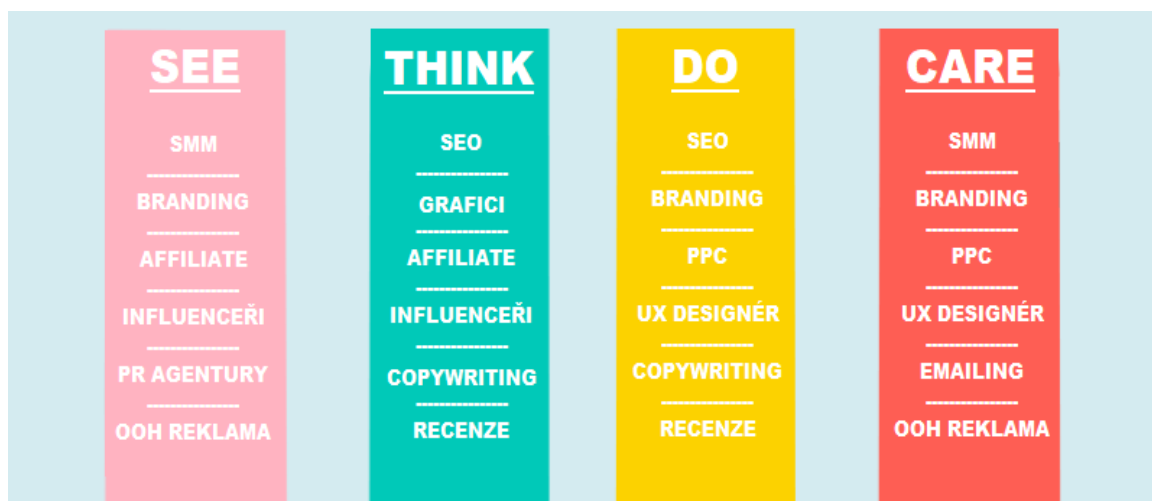 SEE
SMM
----------------
BRANDING
----------------
AFFILIATE
----------------
INFLUENCEŘI
----------------
PR AGENTURY
----------------
OOH REKLAMA
THINK
SEO
----------------
GRAFICI
----------------
AFFILIATE
----------------
INFLUENCEŘI
----------------
COPYWRITING
----------------
RECENZE
DO
SEO
----------------
BRANDING
----------------
PPC
----------------
UX DESIGNÉR
----------------
COPYWRITING
----------------
RECENZE
CARE
SMM
----------------
BRANDING
----------------
PPC
----------------
UX DESIGNÉR
----------------
EMAILING
----------------
OOH REKLAMA